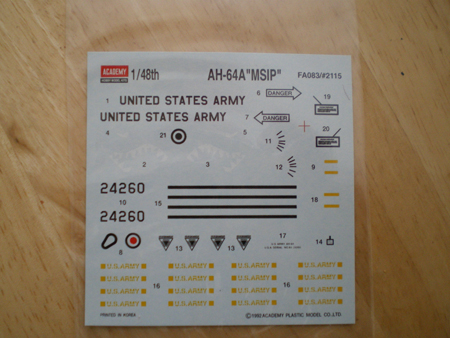 ACADEMY
1/48th AH-64A"MSIP" FA083/#2115
6 DANGER 19
1 UNITED STATES ARMY
UNITED STATES ARMY 7 DANGER
4 21 5 11 20
2 3 12 9
24260
10 15 18
24260
17
8 13 13 14
U.S.ARMY U.S.ARMY U.S.ARMY U.S.ARMY
U.S.ARMY U.S.ARMY U.S.ARMY U.S.ARMY
16 16
U.S.ARMY U.S.ARMY U.S.ARMY U.S.ARMY
U.S.ARMY U.S.ARMY U.S.ARMY U.S.ARMY
PRINTED IN KOREA ©1993 ACADEMY PLASTIC MODEL CO.,LTD.